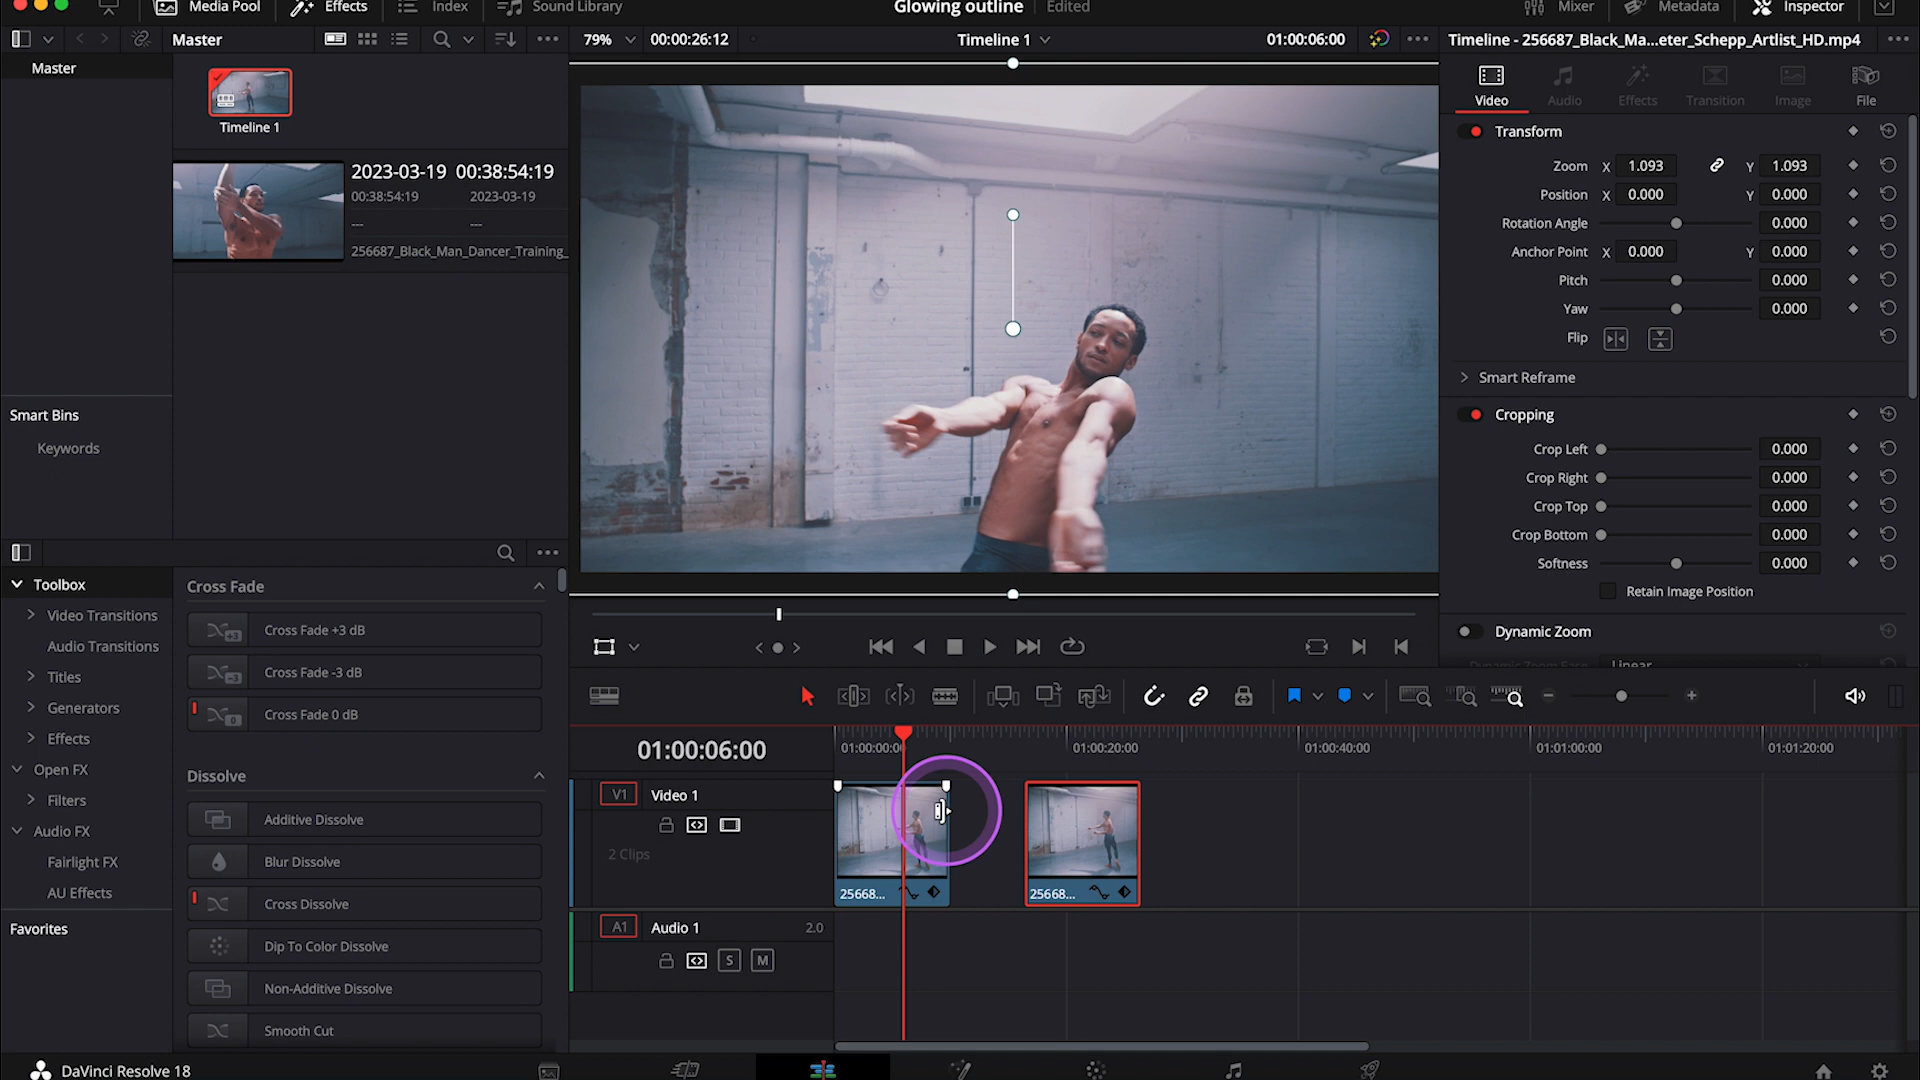 Media Pool
Effects
Index
Sound Library
Glowing outline
Edited
Mixer
Metadata
Inspector
Master
79%
00:00:26:12
Timeline 1
01:00:06:00
Timeline - 256687_Black_Ma...eter_Schepp_Artlist_HD.mp4
Master
Timeline 1
2023-03-19 00:38:54:19
00:38:54:19
2023-03-19
---
---
256687_Black_Man_Dancer_Training_
Smart Bins
Keywords
Video
Audio
Effects
Transition
Image
File
Transform
Zoom X 1.093 Y 1.093
Position X 0.000 Y 0.000
Rotation Angle 0.000
Anchor Point X 0.000 Y 0.000
Pitch 0.000
Yaw 0.000
Flip
Smart Reframe
Cropping
Crop Left 0.000
Crop Right 0.000
Crop Top 0.000
Crop Bottom 0.000
Softness 0.000
Retain Image Position
Dynamic Zoom
Dynamic Zoom Ease Linear
Toolbox
Video Transitions
Audio Transitions
Titles
Generators
Effects
Open FX
Filters
Audio FX
Fairlight FX
AU Effects
Favorites
Cross Fade
+3 Cross Fade +3 dB
-3 Cross Fade -3 dB
0 Cross Fade 0 dB
Dissolve
Additive Dissolve
Blur Dissolve
Cross Dissolve
Dip To Color Dissolve
Non-Additive Dissolve
Smooth Cut
01:00:06:00
01:00:00:00
01:00:20:00
01:00:40:00
01:01:00:00
01:01:20:00
V1 Video 1
2 Clips
25668...
25668...
A1 Audio 1 2.0
S M
DaVinci Resolve 18